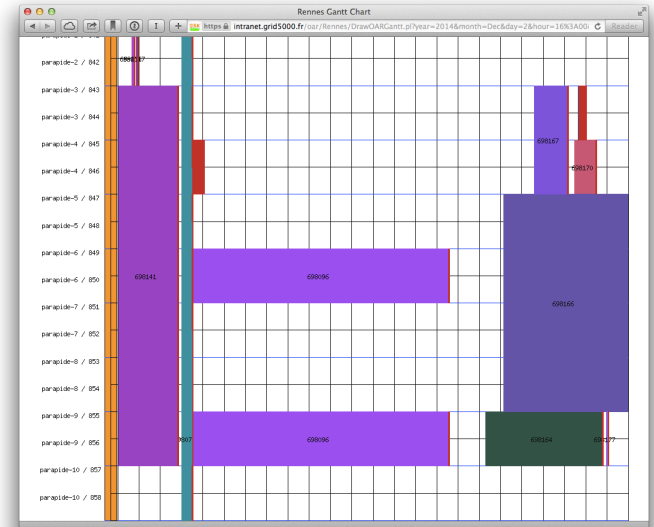 Rennes Gantt Chart
https intranet.grid5000.fr/oar/Rennes/DrawOARGantt.pl?year=2014&month=Dec&day=2&hour=16%3A00
Reader
parapide-2 / 842
parapide-3 / 843
parapide-3 / 844
parapide-4 / 845
698167
parapide-4 / 846
698170
parapide-5 / 847
parapide-5 / 848
parapide-6 / 849
parapide-6 / 850
698141
698096
parapide-7 / 851
698166
parapide-7 / 852
parapide-8 / 853
parapide-8 / 854
parapide-9 / 855
parapide-9 / 856
698096
698164
parapide-10 / 857
parapide-10 / 858